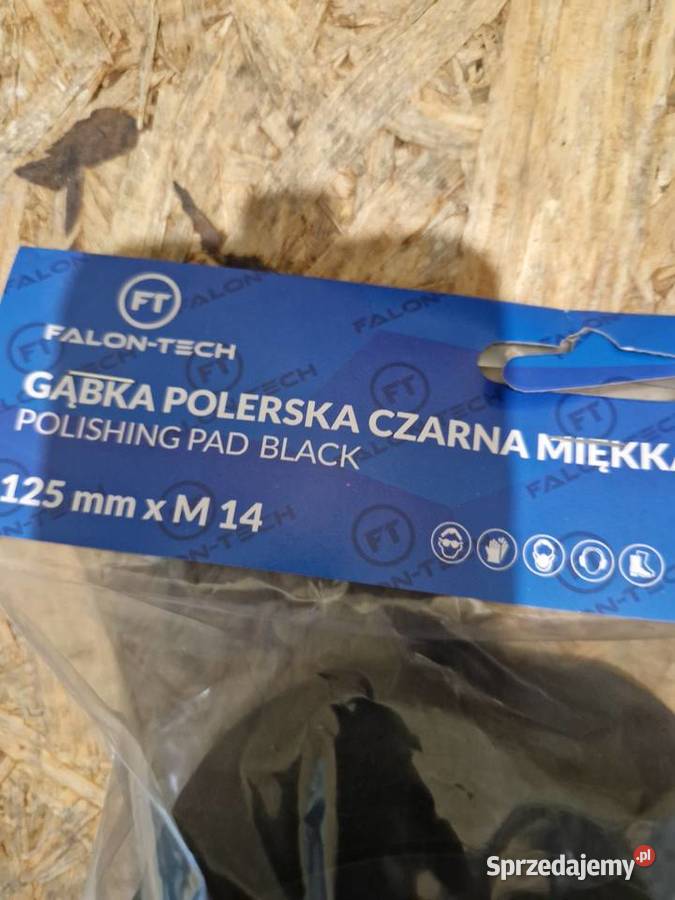 FT
FALON-TECH
GĄBKA POLERSKA CZARNA MIĘKKA
POLISHING PAD BLACK
125 mm x M 14
Sprzedajemy.pl